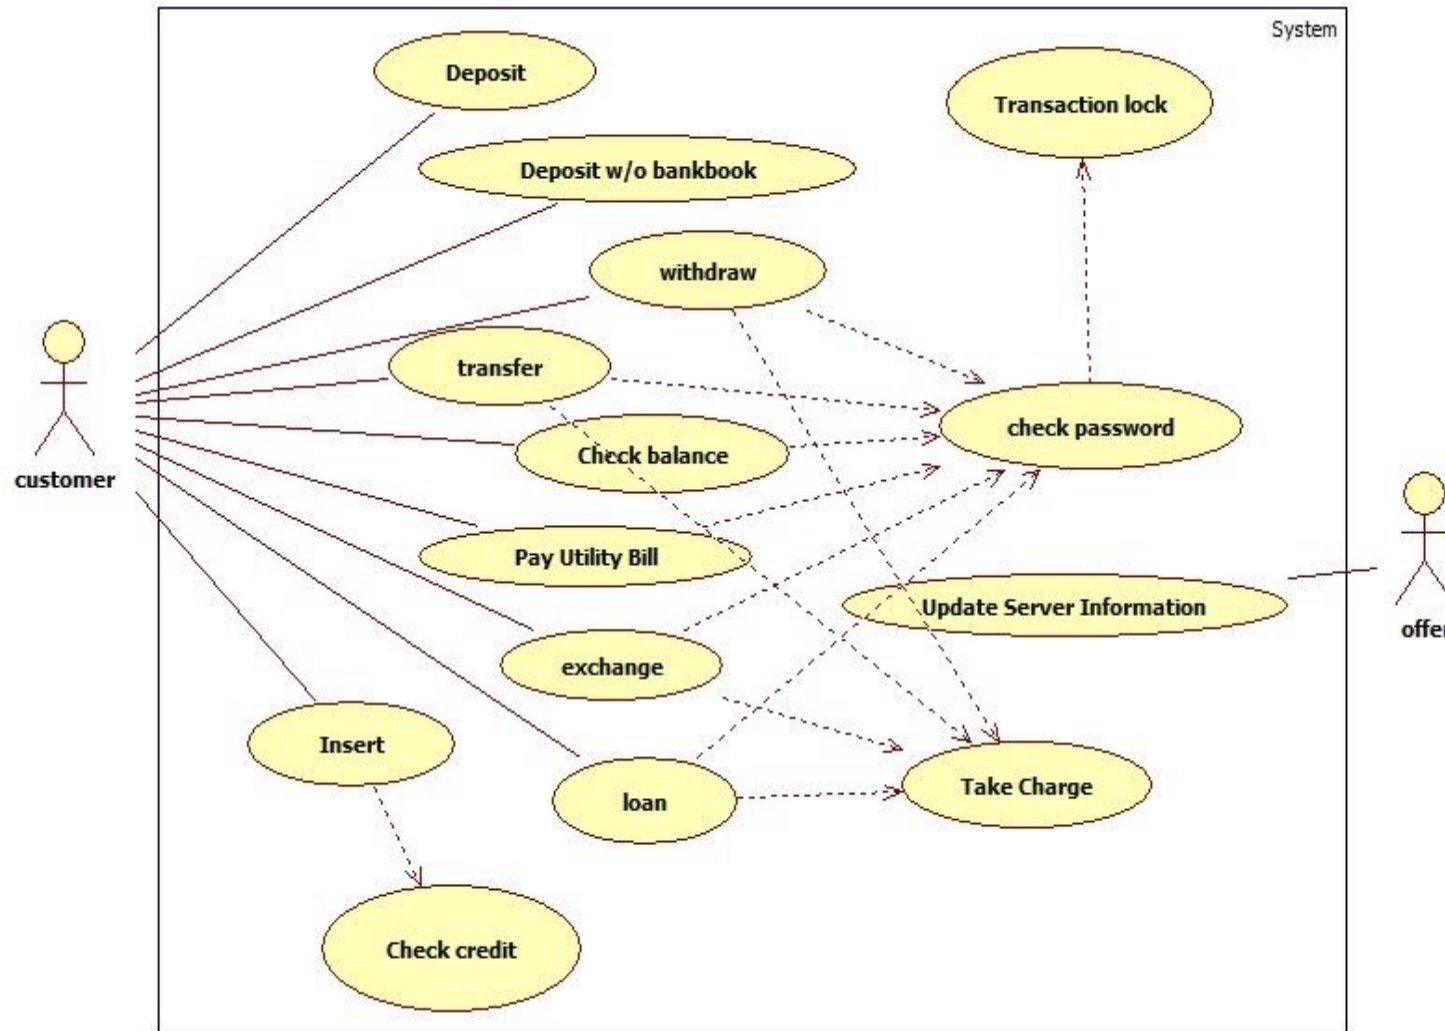 System
Deposit
Transaction lock
Deposit w/o bankbook
withdraw
transfer
check password
Check balance
customer
Pay Utility Bill
Update Server Information
offer
exchange
Insert
Take Charge
loan
Check credit